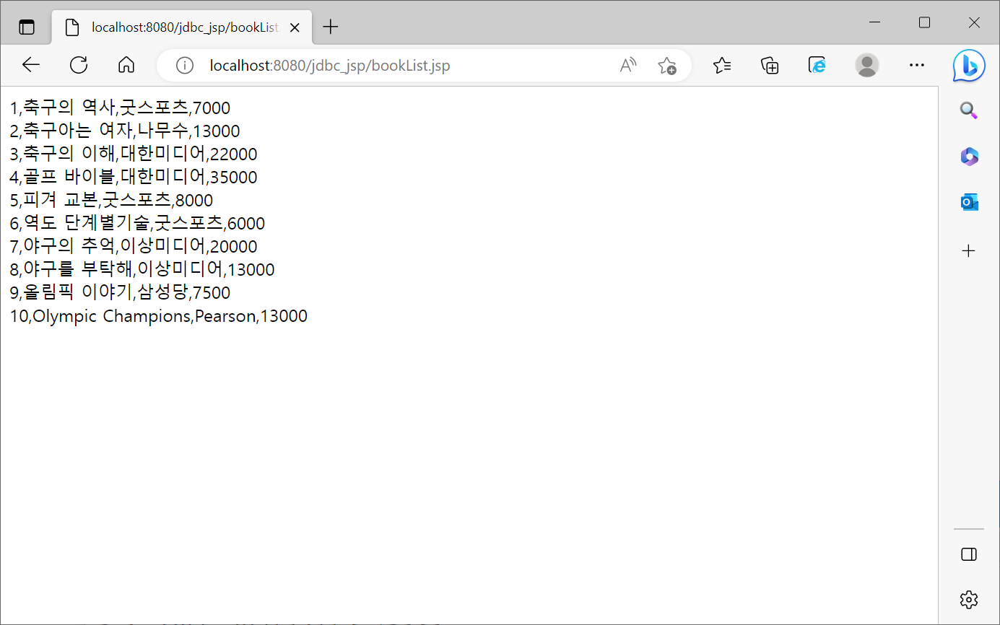 localhost:8080/jdbc_jsp/bookList
localhost:8080/jdbc_jsp/bookList.jsp
1,축구의 역사,굿스포츠,7000
2,축구아는 여자,나무수,13000
3,축구의 이해,대한미디어,22000
4,골프 바이블,대한미디어,35000
5,피겨 교본,굿스포츠,8000
6,역도 단계별기술,굿스포츠,6000
7,야구의 추억,이상미디어,20000
8,야구를 부탁해,이상미디어,13000
9,올림픽 이야기,삼성당,7500
10,Olympic Champions,Pearson,13000